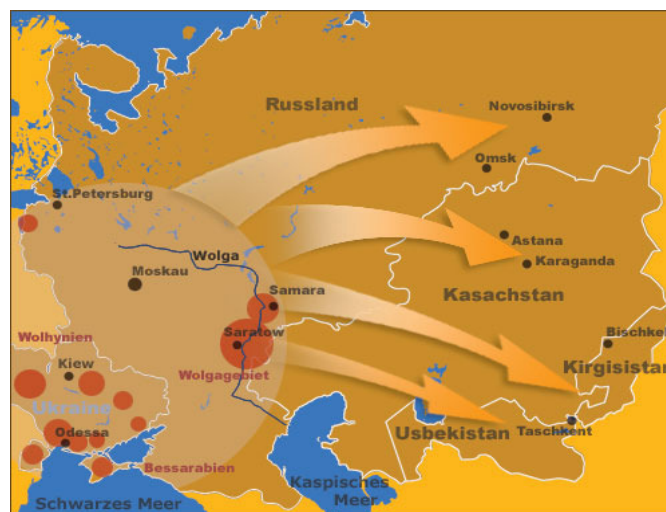 Russland
Novosibirsk
Omsk
St.Petersburg
Astana
Wolga
Karaganda
Moskau
Samara
Kasachstan
Wolhynien
Saratow
Bischkek
Kiew
Wolgagebiet
Kirgisistan
Ukraine
Odessa
Usbekistan
Taschkent
Bessarabien
Kaspisches
Meer
Schwarzes Meer